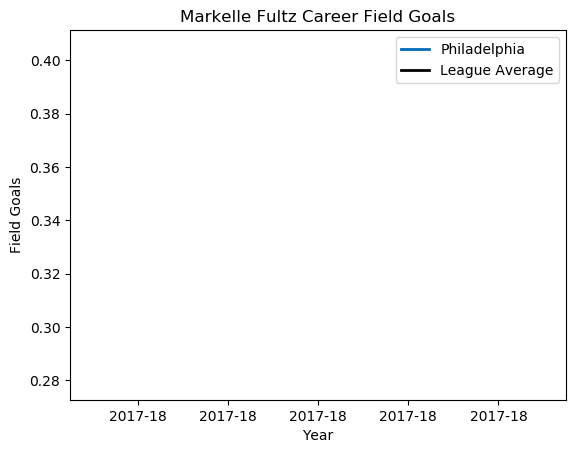 Markelle Fultz Career Field Goals
Philadelphia
League Average
0.40
0.38
0.36
0.34
0.32
0.30
0.28
Field Goals
2017-18 2017-18 2017-18 2017-18 2017-18
Year